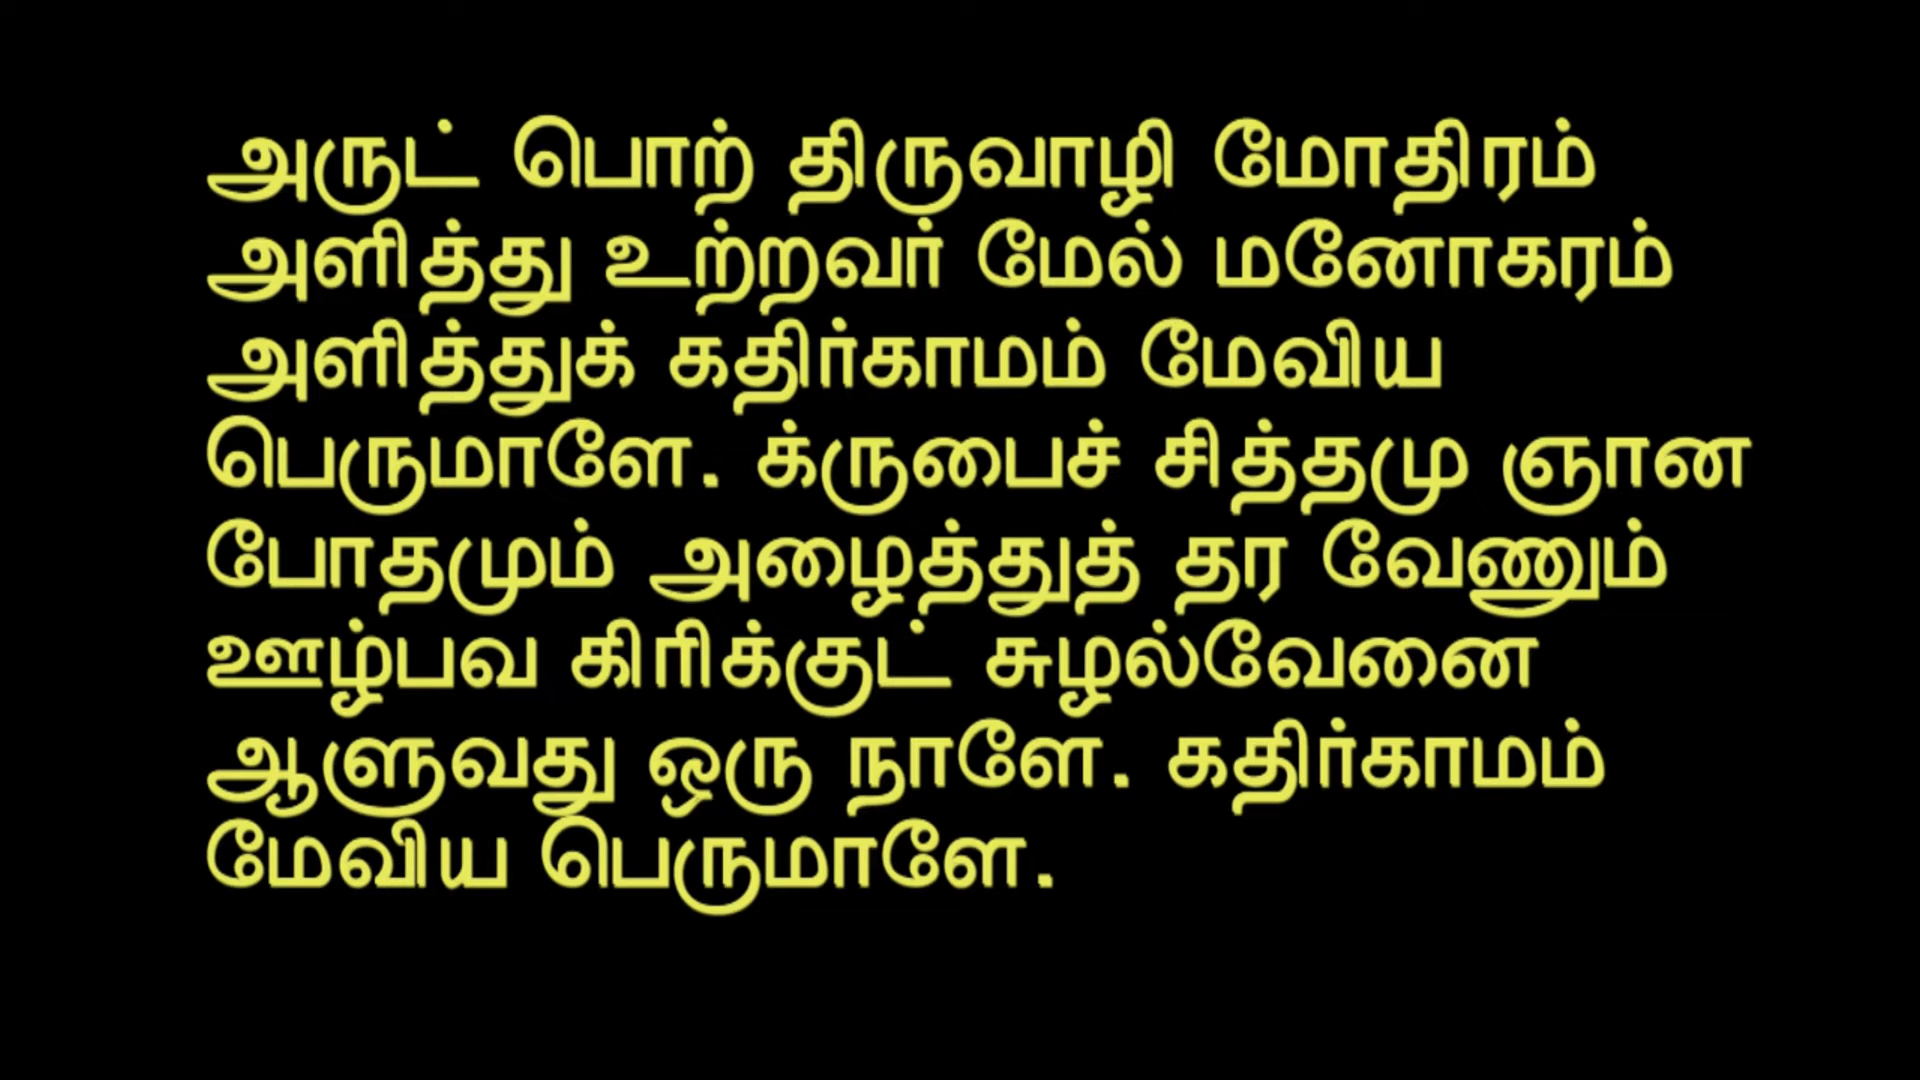 அருட் பொற் திருவாழி மோதிரம்
அளித்து உற்றவர் மேல் மனோகரம்
அளித்துக் கதிர்காமம் மேவிய
பெருமாளே. க்ருபைச் சித்தமு ஞான
போதமும் அழைத்துத் தர வேணும்
ஊழ்பவ கிரிக்குட் சுழல்வேனை
ஆளுவது ஒரு நாளே. கதிர்காமம்
மேவிய பெருமாளே.